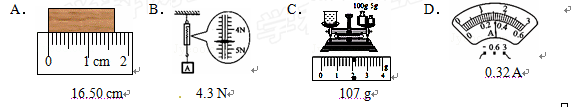 A. B. C. D.
0 1 cm 2
4N
5N
A
100g 5g
0 1 2 3 4 g
0 1 2 3
0 0.2 0.4 0.6
A
- 0.6 3
16.50 cm . 4.3 N 107 g 0.32 A